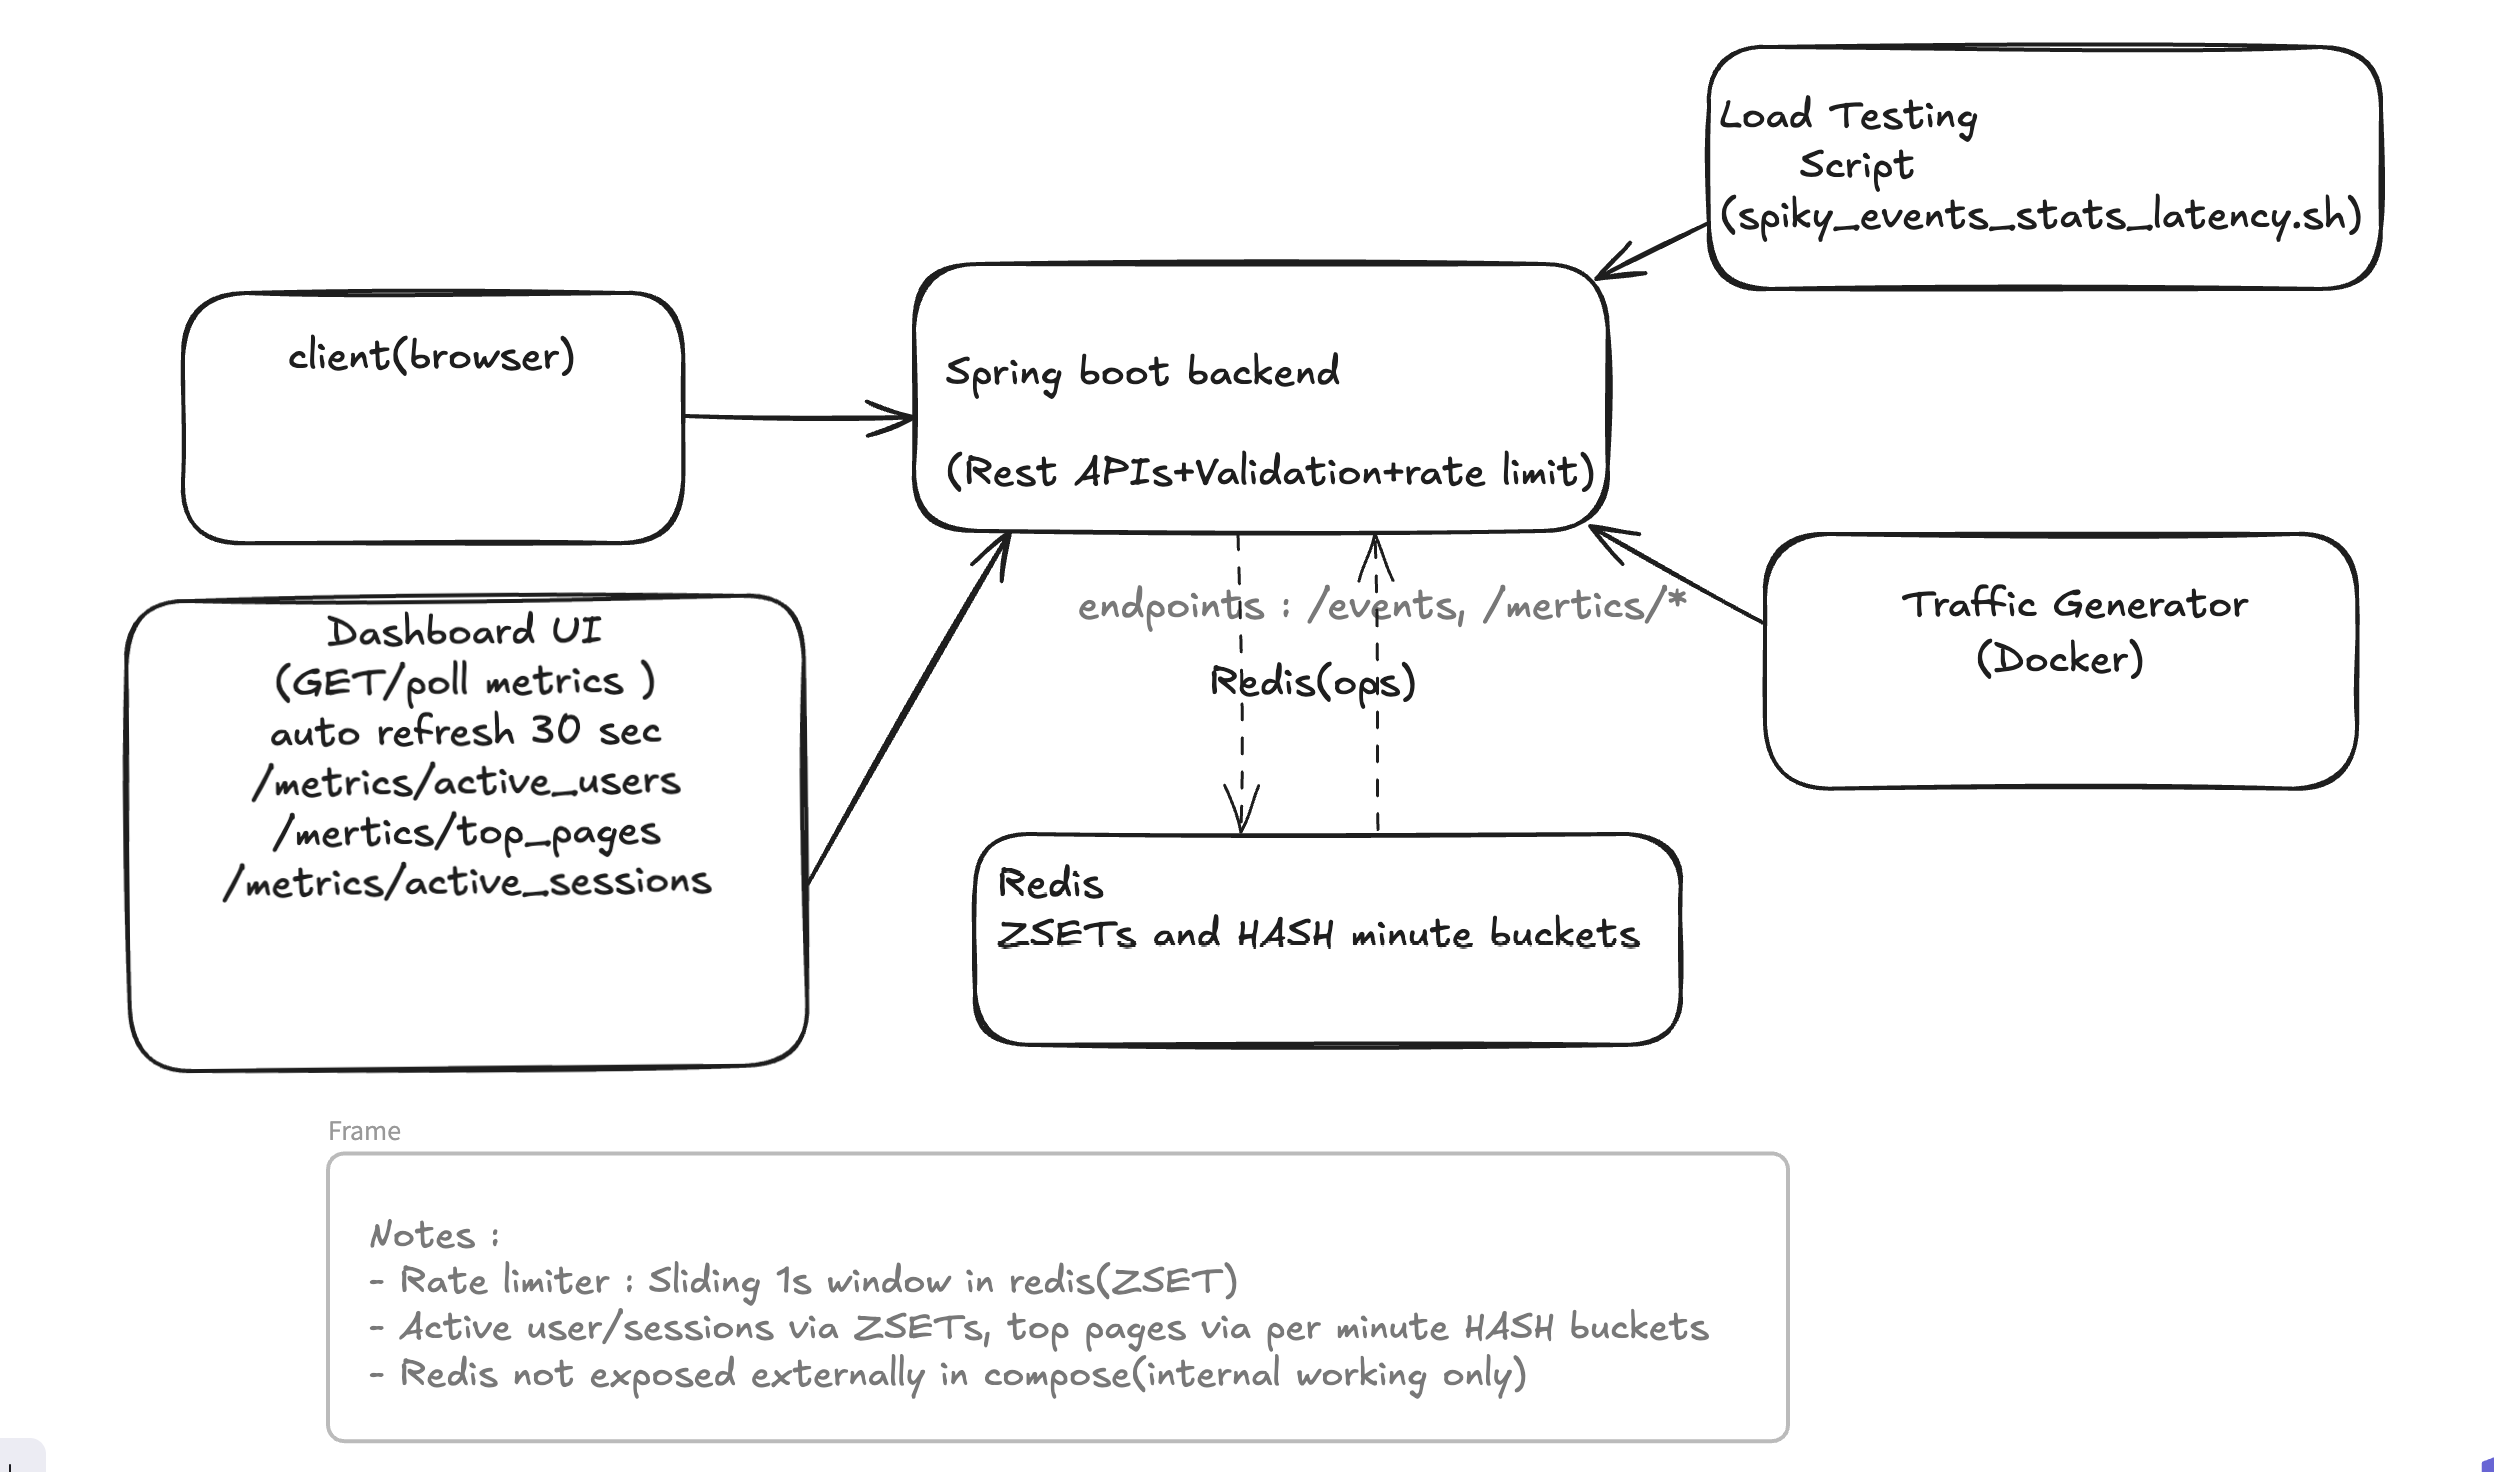 Load Testing
Script
(spiky_events_stats_latency.sh)
client(browser)
Spring boot backend
(Rest APIs+Validation+rate limit)
endpoints : /events, /mertics/*
Redis(ops)
Traffic Generator
(Docker)
Dashboard UI
(GET/poll metrics )
auto refresh 30 sec
/metrics/active_users
/mertics/top_pages
/metrics/active_sessions
Redis
ZSETs and HASH minute buckets
Frame
Notes :
- Rate limiter : Sliding 1s window in redis(ZSET)
- Active user/sessions via ZSETs, top pages via per minute HASH buckets
- Redis not exposed externally in compose(internal working only)